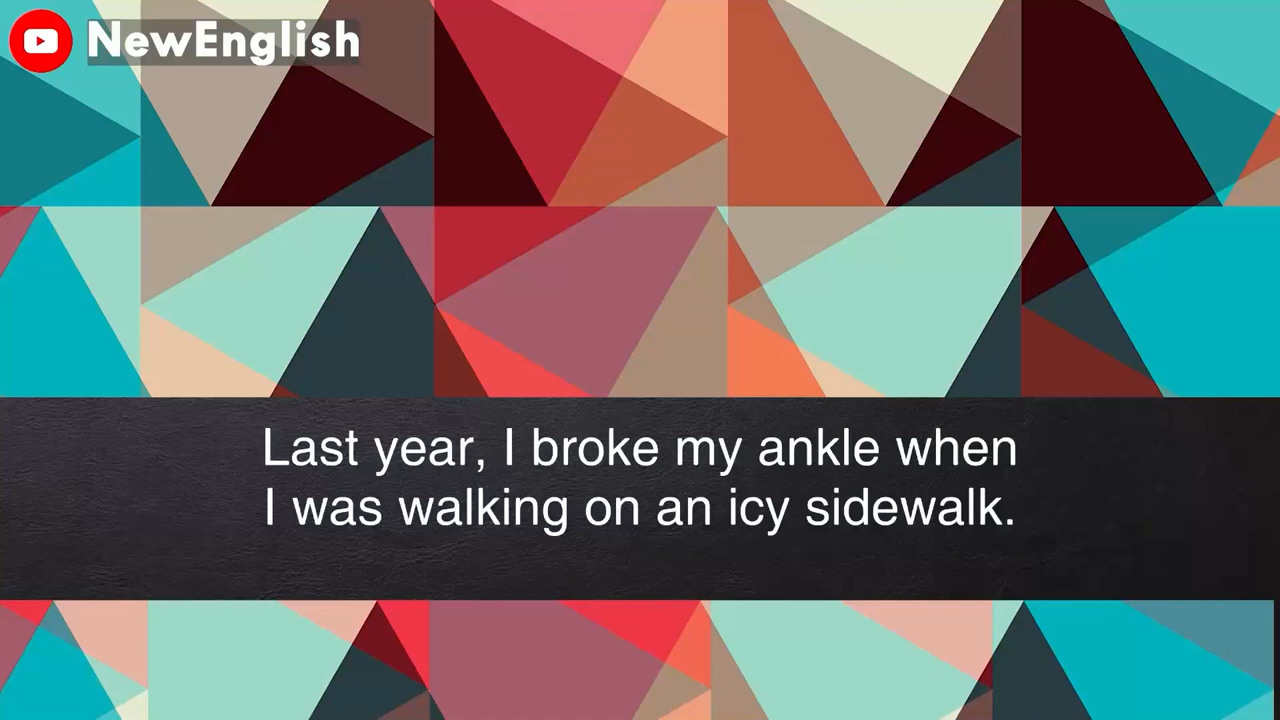 NewEnglish
Last year, I broke my ankle when
I was walking on an icy sidewalk.